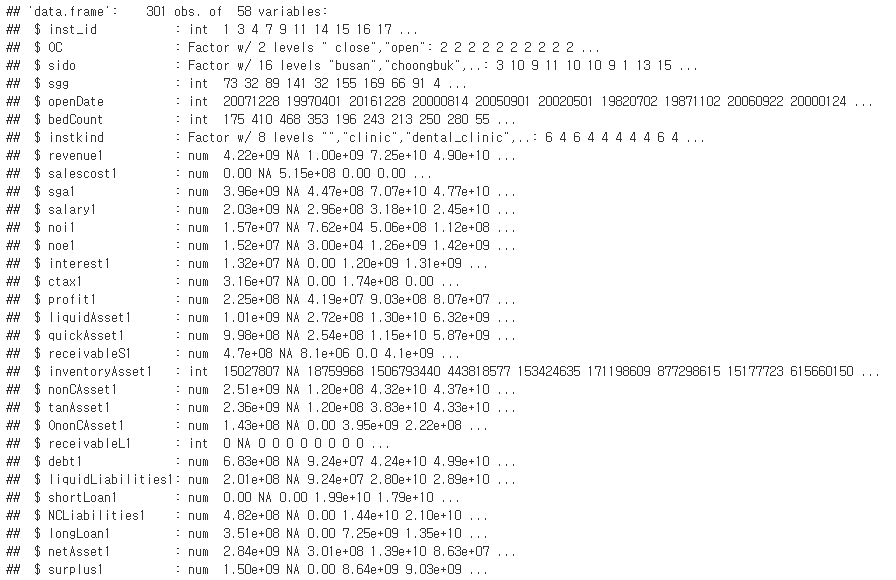 ## 'data.frame':    301 obs. of  58 variables:
##  $ inst_id           : int  1 3 4 7 9 11 14 15 16 17 ...
##  $ OC                : Factor w/ 2 levels " close","open": 2 2 2 2 2 2 2 2 2 2 ...
##  $ sido              : Factor w/ 16 levels "busan","choongbuk",..: 3 10 9 11 10 10 9 1 13 15 ...
##  $ sgg               : int  73 32 89 141 32 155 169 66 91 4 ...
##  $ openDate          : int  20071228 19970401 20161228 20000814 20050901 20020501 19820702 19871102 20060922 20000124 ...
##  $ bedCount          : int  175 410 468 353 196 243 213 250 280 55 ...
##  $ instkind          : Factor w/ 8 levels "","clinic","dental_clinic",..: 6 4 6 4 4 4 4 4 6 4 ...
##  $ revenue1          : num  4.22e+09 NA 1.00e+09 7.25e+10 4.90e+10 ...
##  $ salescost1        : num  0.00 NA 5.15e+08 0.00 0.00 ...
##  $ sga1              : num  3.96e+09 NA 4.47e+08 7.07e+10 4.77e+10 ...
##  $ salary1           : num  2.03e+09 NA 2.96e+08 3.18e+10 2.45e+10 ...
##  $ noi1              : num  1.57e+07 NA 7.62e+04 5.06e+08 1.12e+08 ...
##  $ noe1              : num  1.52e+07 NA 3.00e+04 1.26e+09 1.42e+09 ...
##  $ interest1         : num  1.32e+07 NA 0.00 1.20e+09 1.31e+09 ...
##  $ ctax1             : num  3.16e+07 NA 0.00 1.74e+08 0.00 ...
##  $ profit1           : num  2.25e+08 NA 4.19e+07 9.03e+08 8.07e+07 ...
##  $ liquidAsset1      : num  1.01e+09 NA 2.72e+08 1.30e+10 6.32e+09 ...
##  $ quickAsset1       : num  9.98e+08 NA 2.54e+08 1.15e+10 5.87e+09 ...
##  $ receivableS1      : num  4.7e+08 NA 8.1e+06 0.0 4.1e+09 ...
##  $ inventoryAsset1   : int  15027807 NA 18759968 1506793440 443818577 153424635 171198609 877298615 15177723 615660150 ...
##  $ nonCAsset1        : num  2.51e+09 NA 1.20e+08 4.32e+10 4.37e+10 ...
##  $ tanAsset1         : num  2.36e+09 NA 1.20e+08 3.83e+10 4.33e+10 ...
##  $ OnonCAsset1       : num  1.43e+08 NA 0.00 3.95e+09 2.22e+08 ...
##  $ receivableL1      : int  0 NA 0 0 0 0 0 0 0 0 ...
##  $ debt1             : num  6.83e+08 NA 9.24e+07 4.24e+10 4.99e+10 ...
##  $ liquidLiabilities1: num  2.01e+08 NA 9.24e+07 2.80e+10 2.89e+10 ...
##  $ shortLoan1        : num  0.00 NA 0.00 1.99e+10 1.79e+10 ...
##  $ NCLiabilities1    : num  4.82e+08 NA 0.00 1.44e+10 2.10e+10 ...
##  $ longLoan1         : num  3.51e+08 NA 0.00 7.25e+09 1.35e+10 ...
##  $ netAsset1         : num  2.84e+09 NA 3.01e+08 1.39e+10 8.63e+07 ...
##  $ surplus1          : num  1.50e+09 NA 0.00 8.64e+09 9.03e+09 ...